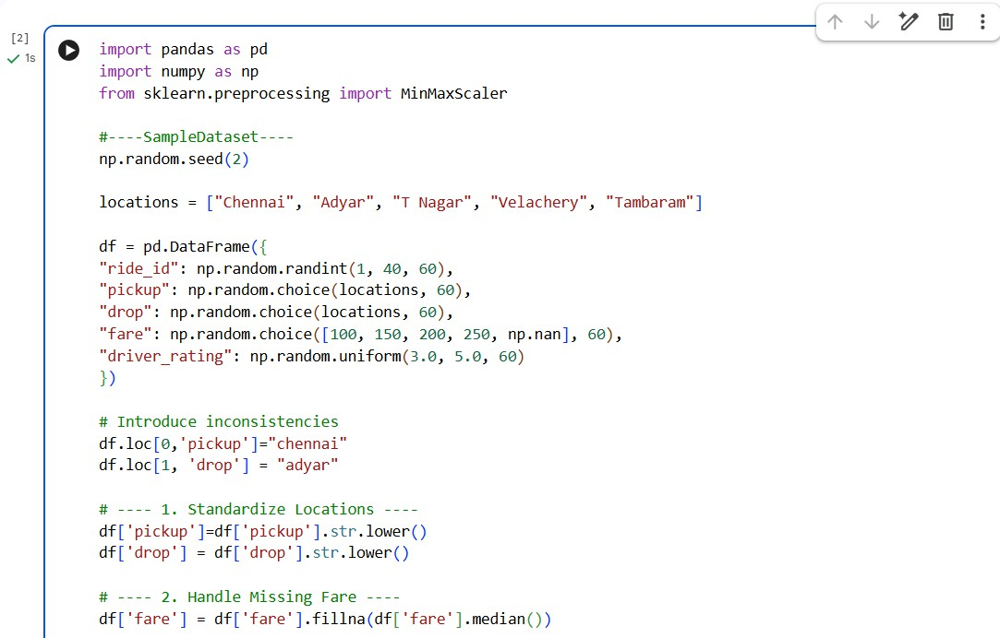 [2]
1s
import pandas as pd
import numpy as np
from sklearn.preprocessing import MinMaxScaler
#----SampleDataset----
np.random.seed(2)
locations = ["Chennai", "Adyar", "T Nagar", "Velachery", "Tambaram"]
df = pd.DataFrame({
"ride_id": np.random.randint(1, 40, 60),
"pickup": np.random.choice(locations, 60),
"drop": np.random.choice(locations, 60),
"fare": np.random.choice([100, 150, 200, 250, np.nan], 60),
"driver_rating": np.random.uniform(3.0, 5.0, 60)
})
# Introduce inconsistencies
df.loc[0,'pickup']="chennai"
df.loc[1, 'drop'] = "adyar"
# ---- 1. Standardize Locations ----
df['pickup']=df['pickup'].str.lower()
df['drop'] = df['drop'].str.lower()
# ---- 2. Handle Missing Fare ----
df['fare'] = df['fare'].fillna(df['fare'].median())